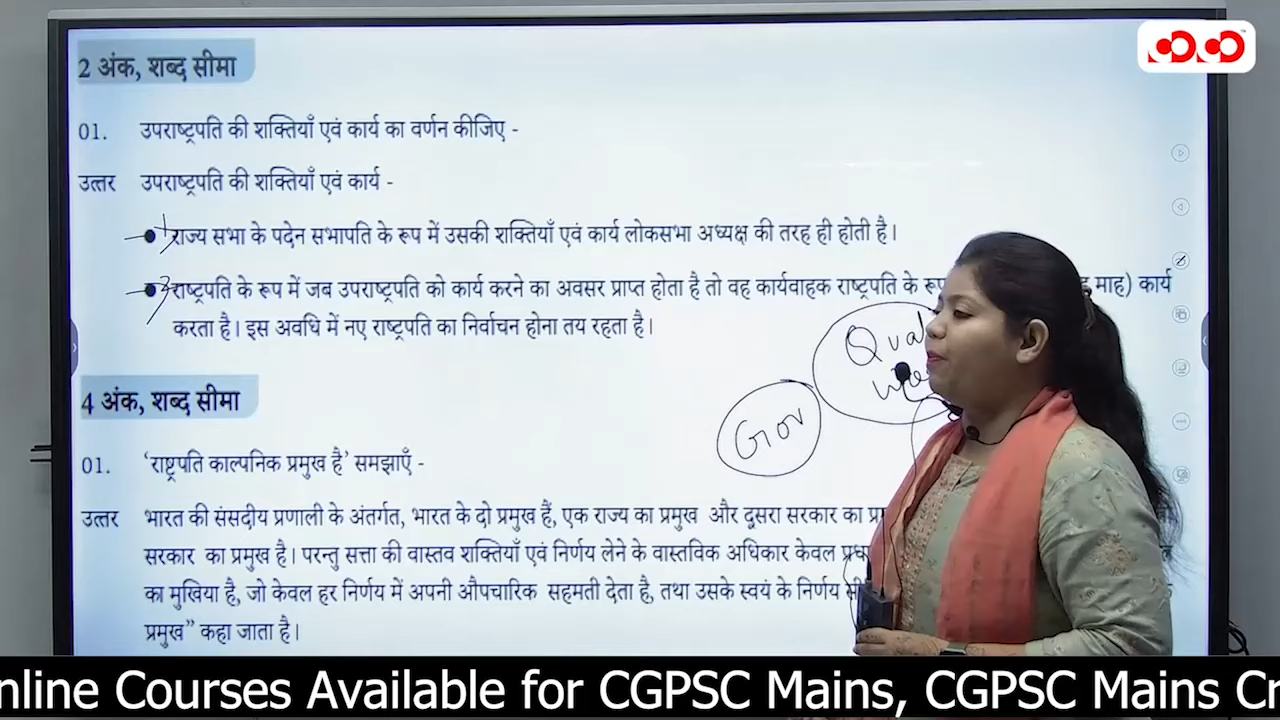 2 अंक, शब्द सीमा
01. उपराष्ट्रपति की शक्तियाँ एवं कार्य का वर्णन कीजिए -
उत्तर उपराष्ट्रपति की शक्तियाँ एवं कार्य -
राज्य सभा के पदेन सभापति के रूप में उसकी शक्तियाँ एवं कार्य लोकसभा अध्यक्ष की तरह ही होती है।
राष्ट्रपति के रूप में जब उपराष्ट्रपति को कार्य करने का अवसर प्राप्त होता है तो वह कार्यवाहक राष्ट्रपति के माह) कार्य
करता है। इस अवधि में नए राष्ट्रपति का निर्वाचन होना तय रहता है।
Qual
Gov
4 अंक, शब्द सीमा
01. ‘राष्ट्रपति काल्पनिक प्रमुख है’ समझाएँ -
उत्तर भारत की संसदीय प्रणाली के अंतर्गत, भारत के दो प्रमुख हैं, एक राज्य का प्रमुख और दुसरा सरकार का
सरकार का प्रमुख है। परन्तु सत्ता की वास्तव शक्तियाँ एवं निर्णय लेने के वास्तविक अधिकार केवल
का मुखिया है, जो केवल हर निर्णय में अपनी औपचारिक सहमती देता है, तथा उसके स्वयं के निर्णय
प्रमुख” कहा जाता है।
nline Courses Available for CGPSC Mains, CGPSC Mains Cr